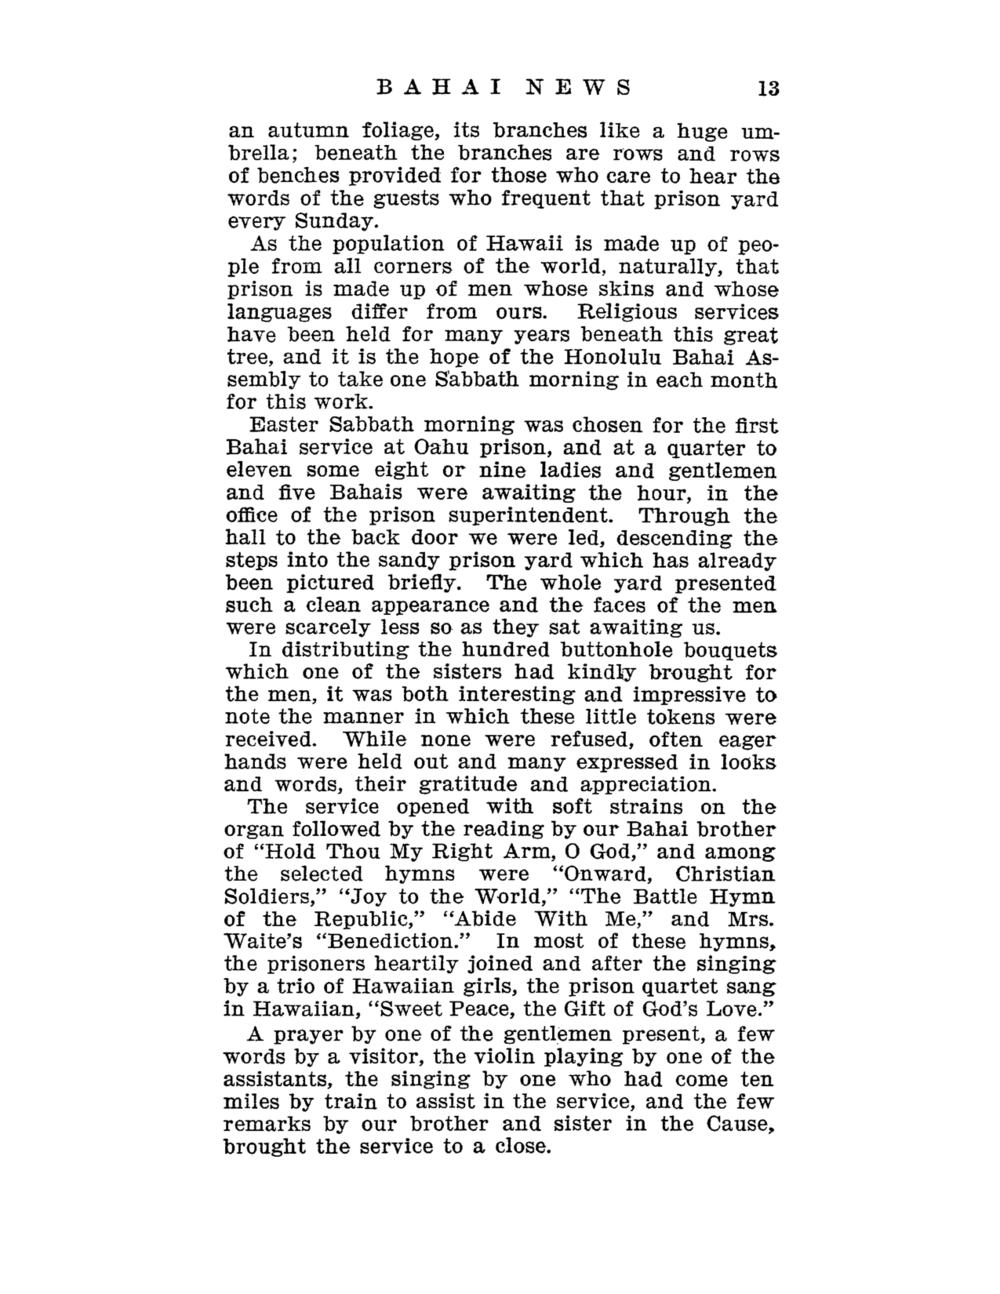 BAHAI NEWS 13
an autumn foliage, its branches like a huge um-
brella; beneath the branches are rows and rows
of benches provided for those who care to hear the
words of the guests who frequent that prison yard
every Sunday.
As the population of Hawaii is made up of peo-
ple from all corners of the world, naturally, that
prison is made up of men whose skins and whose
languages differ from ours. Religious services
have been held for many years beneath this great
tree, and it is the hope of the Honolulu Bahai As-
sembly to take one Sabbath morning in each month
for this work.
Easter Sabbath morning was chosen for the first
Bahai service at Oahu prison, and at a quarter to
eleven some eight or nine ladies and gentlemen
and five Bahais were awaiting the hour, in the
office of the prison superintendent. Through the
hall to the back door we were led, descending the
steps into the sandy prison yard which has already
been pictured briefly. The whole yard presented
such a clean appearance and the faces of the men
were scarcely less so as they sat awaiting us.
In distributing the hundred buttonhole bouquets
which one of the sisters had kindly brought for
the men, it was both interesting and impressive to
note the manner in which these little tokens were
received. While none were refused, often eager
hands were held out and many expressed in looks
and words, their gratitude and appreciation.
The service opened with soft strains on the
organ followed by the reading by our Bahai brother
of “Hold Thou My Right Arm, O God,” and among
the selected hymns were “Onward, Christian
Soldiers,” “Joy to the World,” “The Battle Hymn
of the Republic,” “Abide With Me,” and Mrs.
Waite’s “Benediction.” In most of these hymns,
the prisoners heartily joined and after the singing
by a trio of Hawaiian girls, the prison quartet sang
in Hawaiian, “Sweet Peace, the Gift of God’s Love.”
A prayer by one of the gentlemen present, a few
words by a visitor, the violin playing by one of the
assistants, the singing by one who had come ten
miles by train to assist in the service, and the few
remarks by our brother and sister in the Cause,
brought the service to a close.